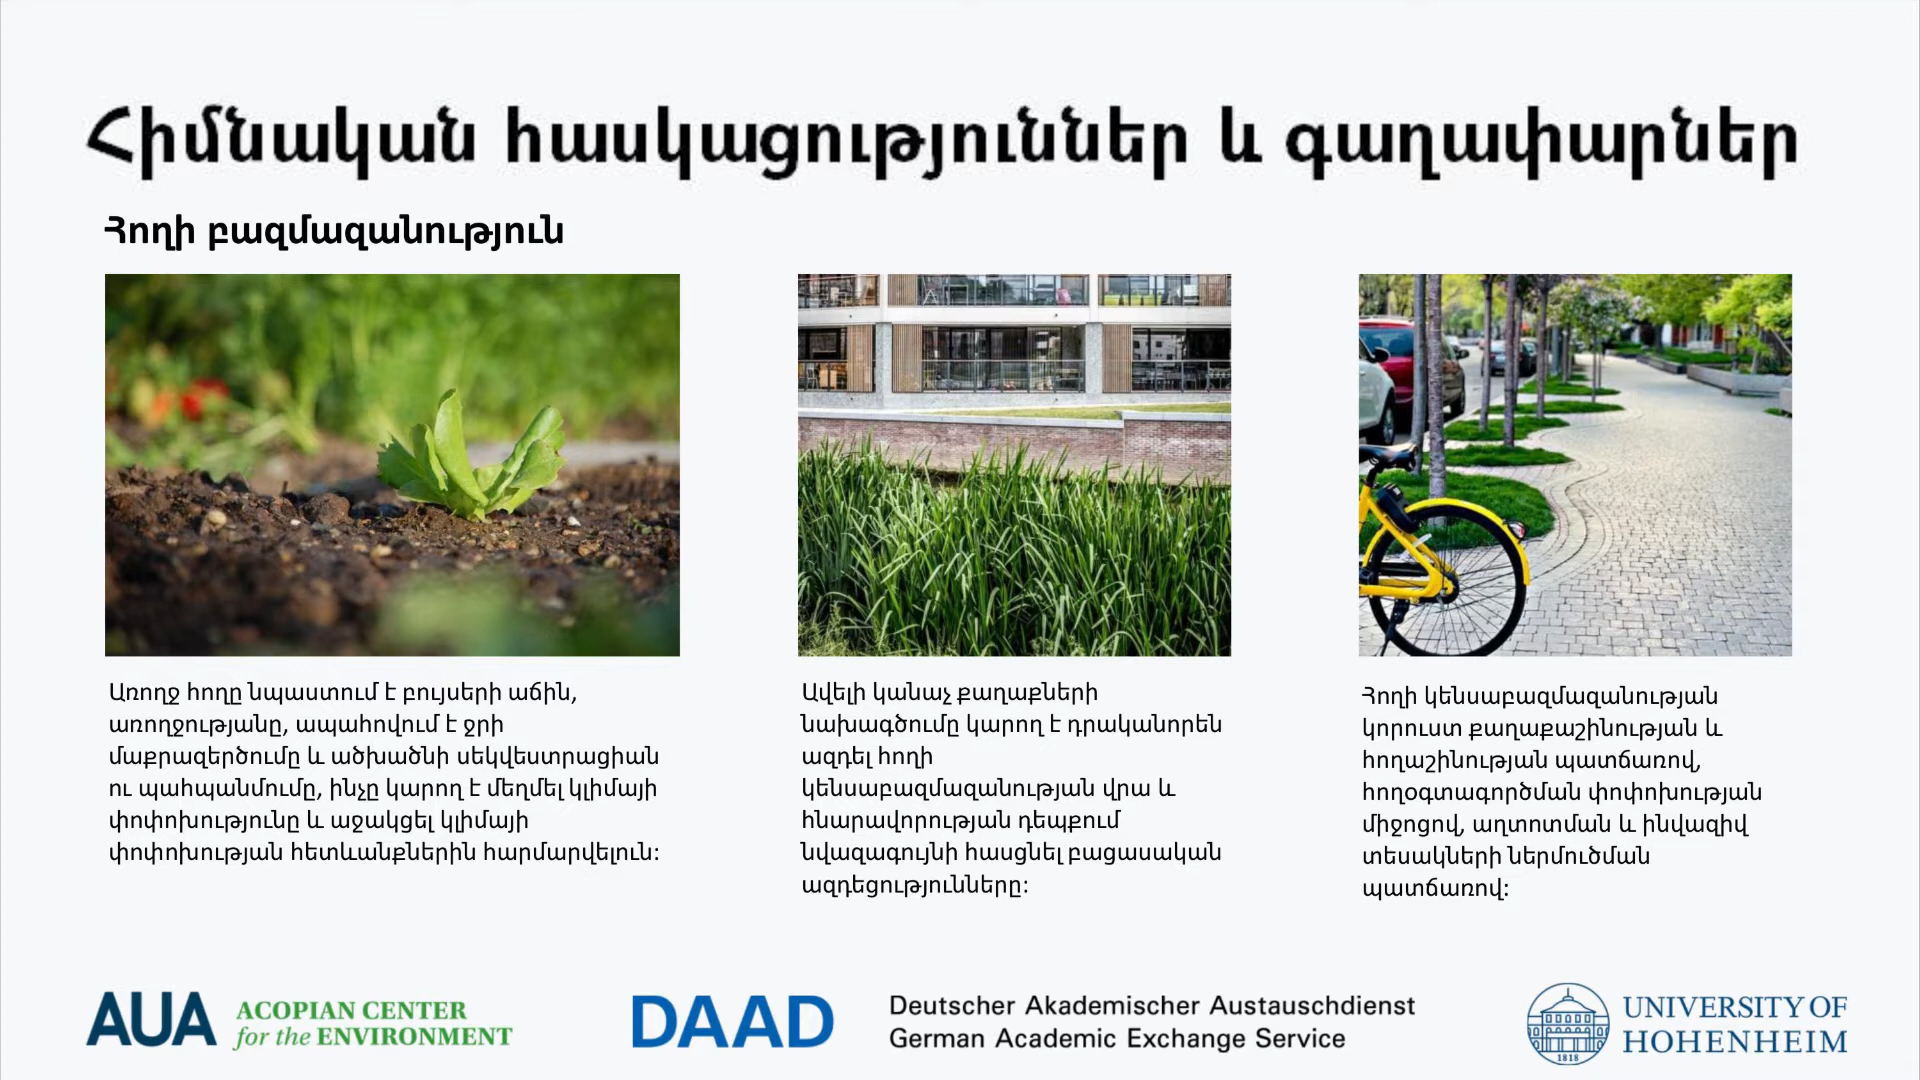 Հիմնական հասկացություններ և գաղափարներ
Հողի բազմազանություն
Առողջ հողը նպաստում է բույսերի աճին,
առողջությանը, ապահովում է ջրի
մաքրազերծումը և ածխածնի սեկվեստրացիան
ու պահպանմումը, ինչը կարող է մեղմել կլիմայի
փոփոխությունը և աջակցել կլիմայի
փոփոխության հետևանքներին հարմարվելուն:
Ավելի կանաչ քաղաքների
նախագծումը կարող է դրականորեն
ազդել հողի
կենսաբազմազանության վրա և
հնարավորության դեպքում
նվազագույնի հասցնել բացասական
ազդեցությունները:
Հողի կենսաբազմազանության
կորուստ քաղաքաշինության և
հողաշինության պատճառով,
հողօգտագործման փոփոխության
միջոցով, աղտոտման և ինվազիվ
տեսակների ներմուծման
պատճառով:
AUA ACOPIAN CENTER
for the ENVIRONMENT
DAAD Deutscher Akademischer Austauschdienst
German Academic Exchange Service
1818
UNIVERSITY OF
HOHENHEIM